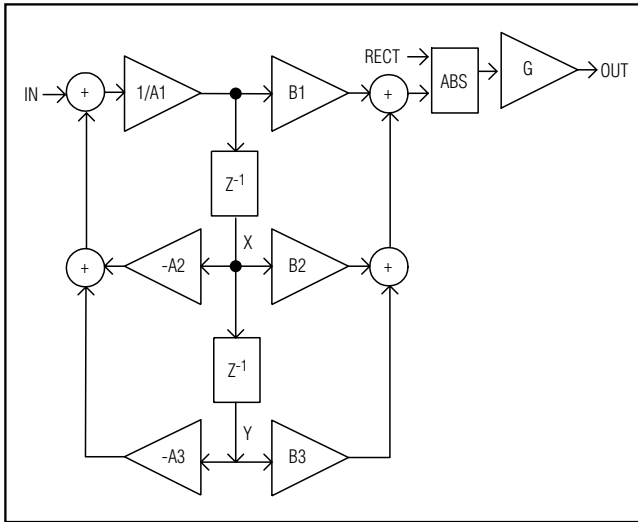 IN
+
1/A1
B1
+
RECT
ABS
G
OUT
Z-1
X
+
-A2
B2
+
Z-1
Y
-A3
B3